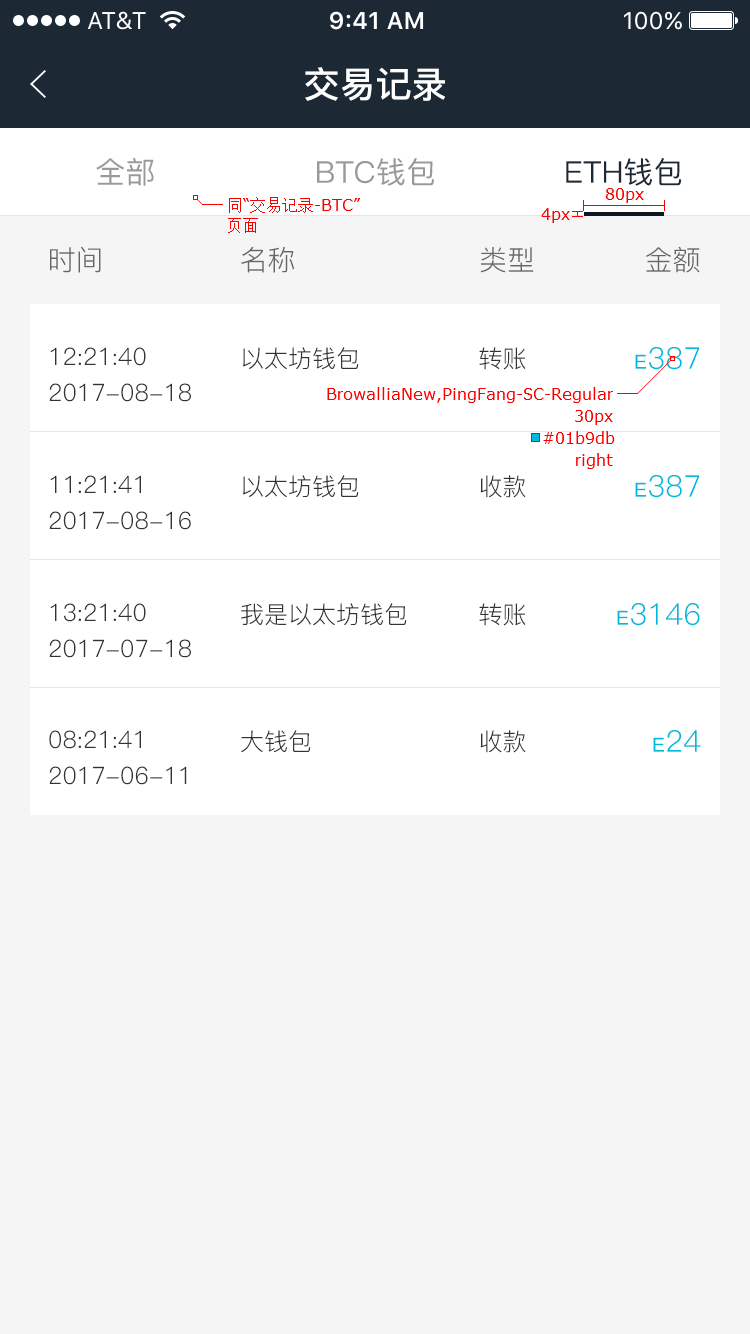 AT&T 9:41 AM 100%
交易记录
全部 BTC钱包 ETH钱包
80px
4px
同“交易记录-BTC”
页面
时间 名称 类型 金额
12:21:40 以太坊钱包 转账 E387
2017-08-18
BrowalliaNew,PingFang-SC-Regular
30px
#01b9db
right
11:21:41 以太坊钱包 收款 E387
2017-08-16
13:21:40 我是以太坊钱包 转账 E3146
2017-07-18
08:21:41 大钱包 收款 E24
2017-06-11